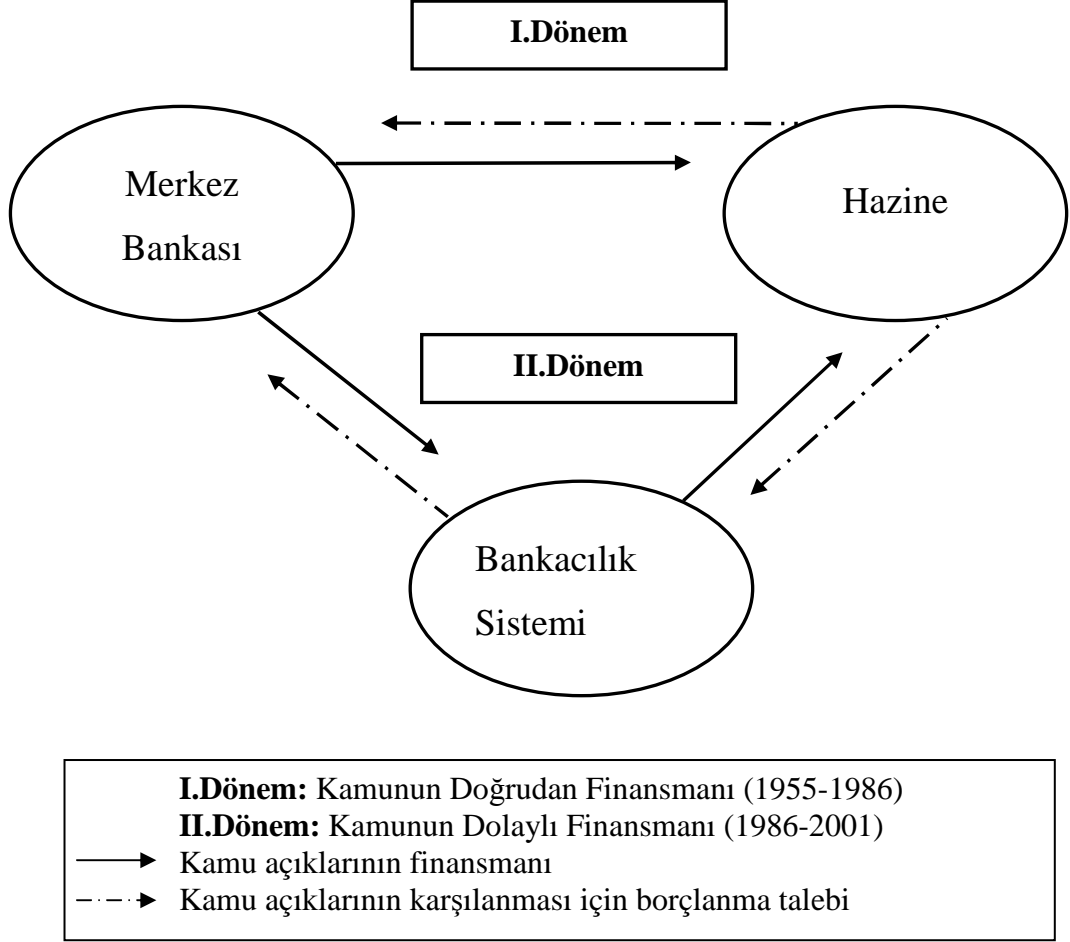 I.Dönem
Merkez
Bankası
Hazine
II.Dönem
Bankacılık
Sistemi
I.Dönem: Kamunun Doğrudan Finansmanı (1955-1986)
II.Dönem: Kamunun Dolaylı Finansmanı (1986-2001)
Kamu açıklarının finansmanı
Kamu açıklarının karşılanması için borçlanma talebi